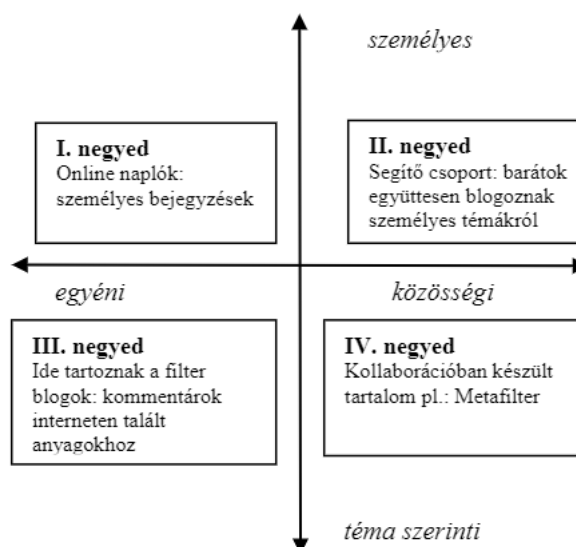 személyes
I. negyed
Online naplók:
személyes bejegyzések
II. negyed
Segítő csoport: barátok
együttesen blogoznak
személyes témákról
egyéni
közösségi
III. negyed
Ide tartoznak a filter
blogok: kommentárok
interneten talált
anyagokhoz
IV. negyed
Kollaborációban készült
tartalom pl.: Metafilter
téma szerinti